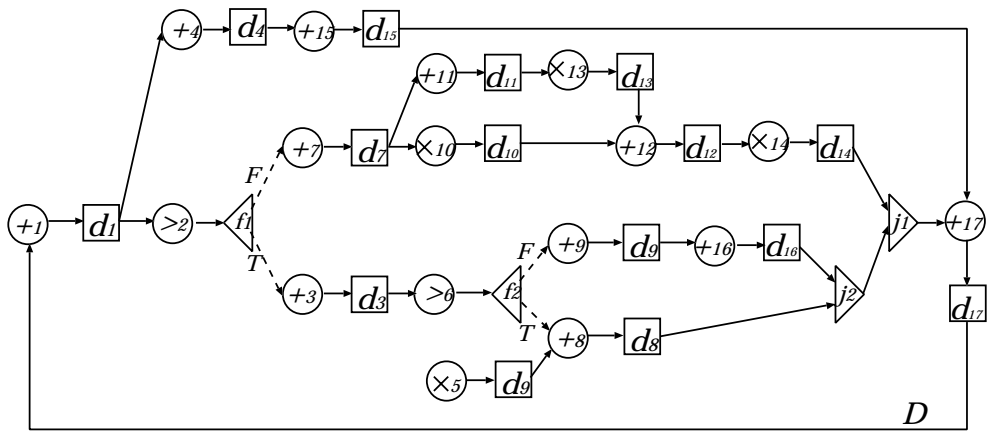 +4 d4 +15 d15
+11 d11 ×13 d13
+7 d7 ×10 d10 +12 d12 ×14 d14
F
+1 d1 >2 f1 j1 +17
T
F +9 d9 +16 d16
+3 d3 >6 f2 j2
d17
T +8 d8
×5 d9
D